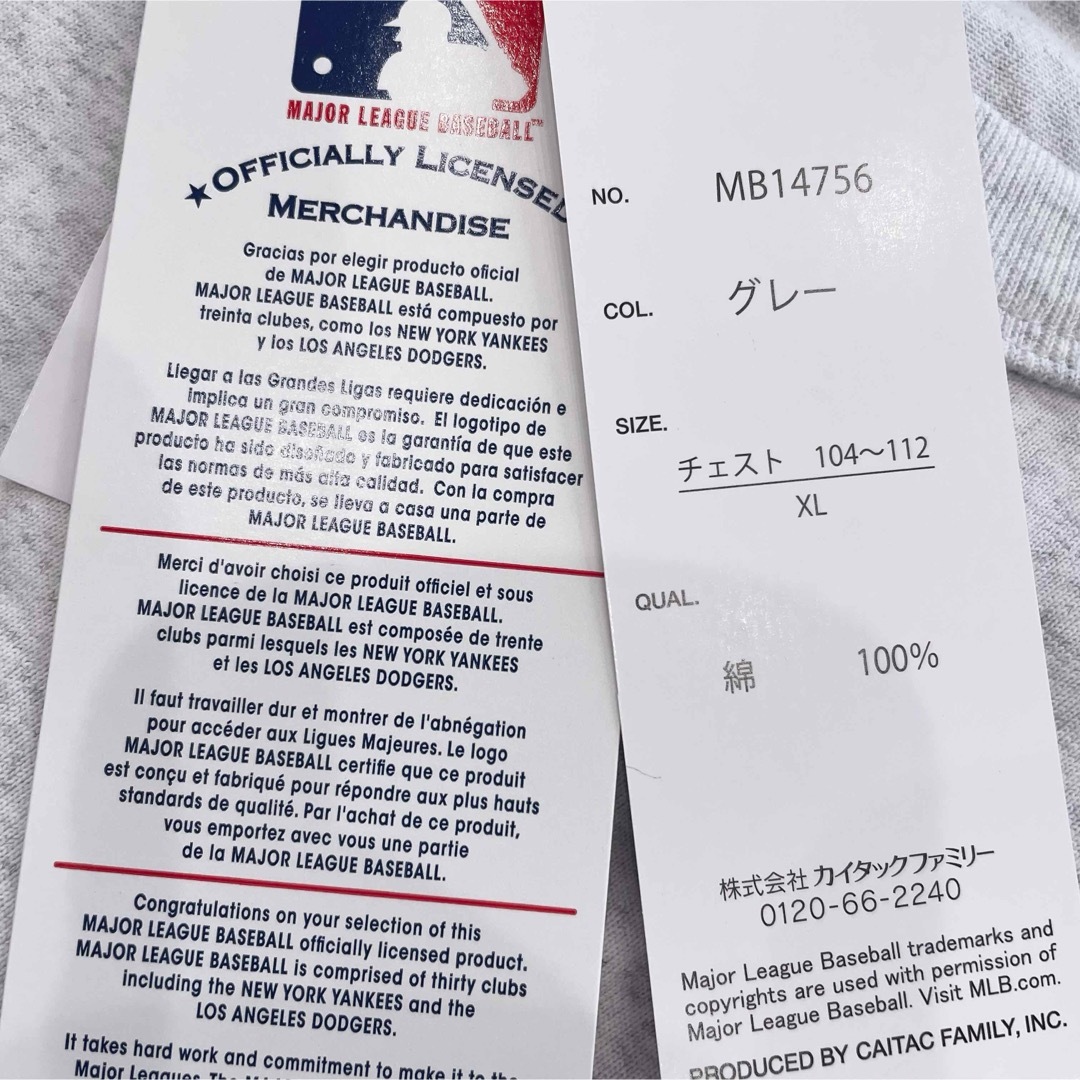 MAJOR LEAGUE BASEBALL™
★OFFICIALLY LICENSED
MERCHANDISE
Gracias por elegir producto oficial
de MAJOR LEAGUE BASEBALL.
MAJOR LEAGUE BASEBALL está compuesto por
treinta clubes, como los NEW YORK YANKEES
y los LOS ANGELES DODGERS.
Llegar a las Grandes Ligas requiere dedicación e
implica un gran compromiso. El logotipo de
MAJOR LEAGUE BASEBALL es la garantía de que este
producto ha sido diseñado y fabricado para satisfacer
las normas de más alta calidad. Con la compra
de este producto, se lleva a casa una parte de
MAJOR LEAGUE BASEBALL.
Merci d'avoir choisi ce produit officiel et sous
licence de la MAJOR LEAGUE BASEBALL.
MAJOR LEAGUE BASEBALL est composée de trente
clubs parmi lesquels les NEW YORK YANKEES
et les LOS ANGELES DODGERS.
Il faut travailler dur et montrer de l'abnégation
pour accéder aux Ligues Majeures. Le logo
MAJOR LEAGUE BASEBALL certifie que ce produit
est conçu et fabriqué pour répondre aux plus hauts
standards de qualité. Par l'achat de ce produit,
vous emportez avec vous une partie
de la MAJOR LEAGUE BASEBALL.
Congratulations on your selection of this
MAJOR LEAGUE BASEBALL officially licensed product.
MAJOR LEAGUE BASEBALL is comprised of thirty clubs
including the NEW YORK YANKEES and the
LOS ANGELES DODGERS.
It takes hard work and commitment to make it to the
Major Leagues. The
NO. MB14756
COL. グレー
SIZE.
チェスト 104〜112
XL
QUAL.
綿 100%
株式会社 カイタックファミリー
0120-66-2240
Major League Baseball trademarks and
copyrights are used with permission of
Major League Baseball. Visit MLB.com.
PRODUCED BY CAITAC FAMILY, INC.